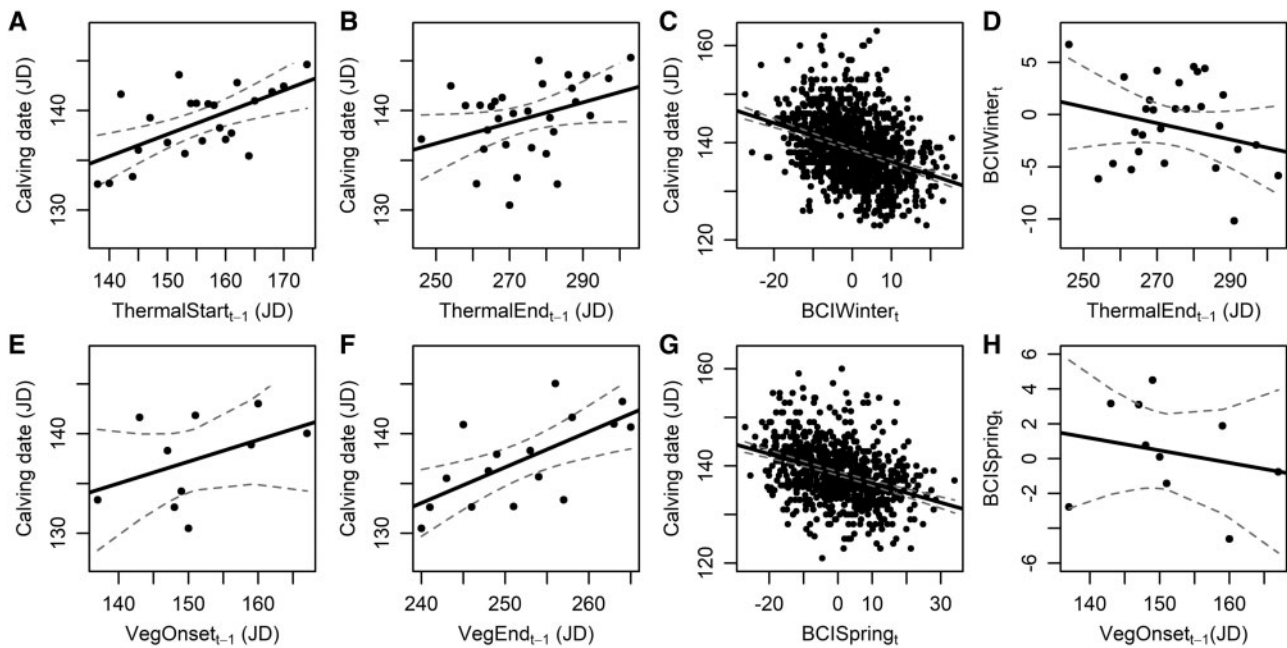 A
Calving date (JD)
130
140
140
150
160
170
ThermalStart t−1 (JD)
B
Calving date (JD)
130
140
250
270
290
ThermalEnd t−1 (JD)
C
Calving date (JD)
120
140
160
-20
0
20
BCIWinter t
D
BCIWinter t
-10
-5
0
5
250
270
290
ThermalEnd t−1 (JD)
E
Calving date (JD)
130
140
140
150
160
VegOnset t−1 (JD)
F
Calving date (JD)
130
140
240
250
260
VegEnd t−1 (JD)
G
Calving date (JD)
120
140
160
-20
0
10
30
BCISpring t
H
BCISpring t
-6
-2
0
2
4
6
140
150
160
VegOnset t−1(JD)